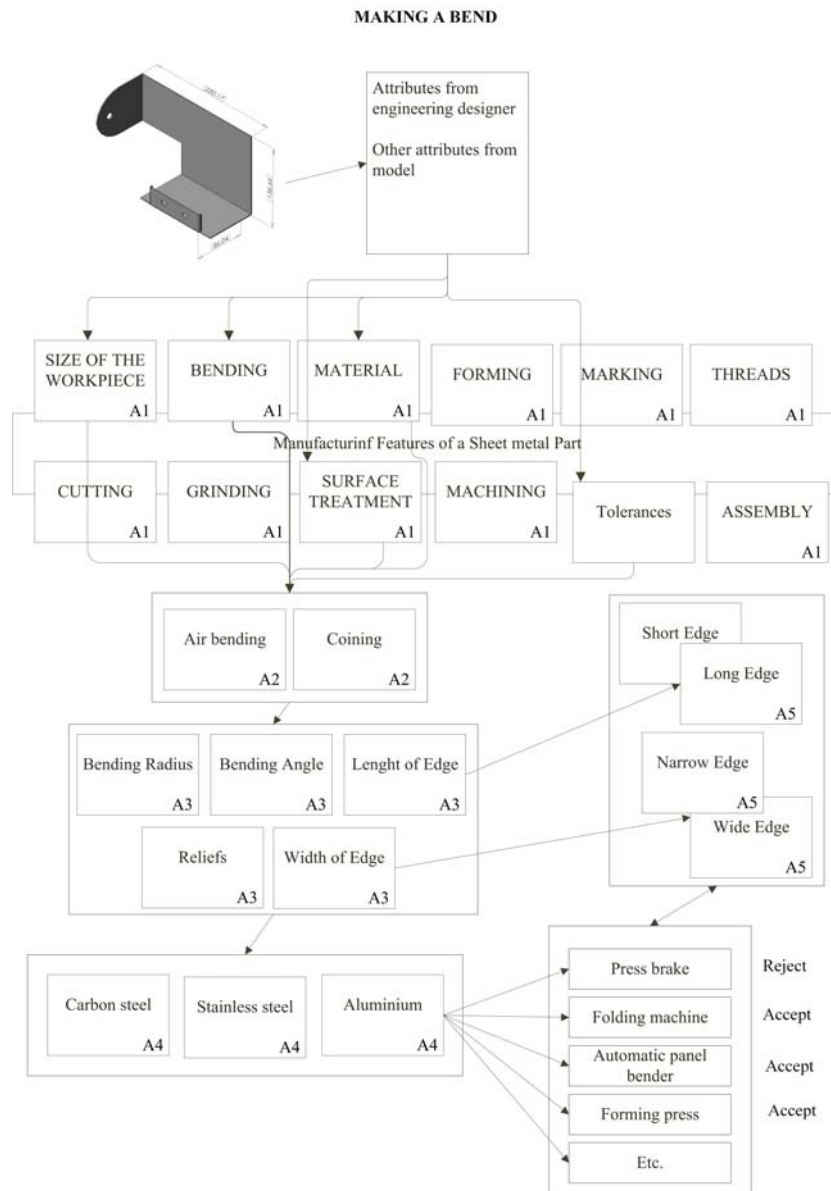 MAKING A BEND
Attributes from
engineering designer
Other attributes from
model
SIZE OF THE
WORKPIECE
A1
BENDING
A1
MATERIAL
A1
FORMING
A1
MARKING
A1
THREADS
A1
Manufacturinf Features of a Sheet metal Part
CUTTING
A1
GRINDING
A1
SURFACE
TREATMENT
A1
MACHINING
A1
Tolerances
ASSEMBLY
A1
Air bending
A2
Coining
A2
Short Edge
Long Edge
A5
Narrow Edge
A5
Wide Edge
A5
Bending Radius
A3
Bending Angle
A3
Lenght of Edge
A3
Reliefs
A3
Width of Edge
A3
Carbon steel
A4
Stainless steel
A4
Aluminium
A4
Press brake
Reject
Folding machine
Accept
Automatic panel
bender
Accept
Forming press
Accept
Etc.